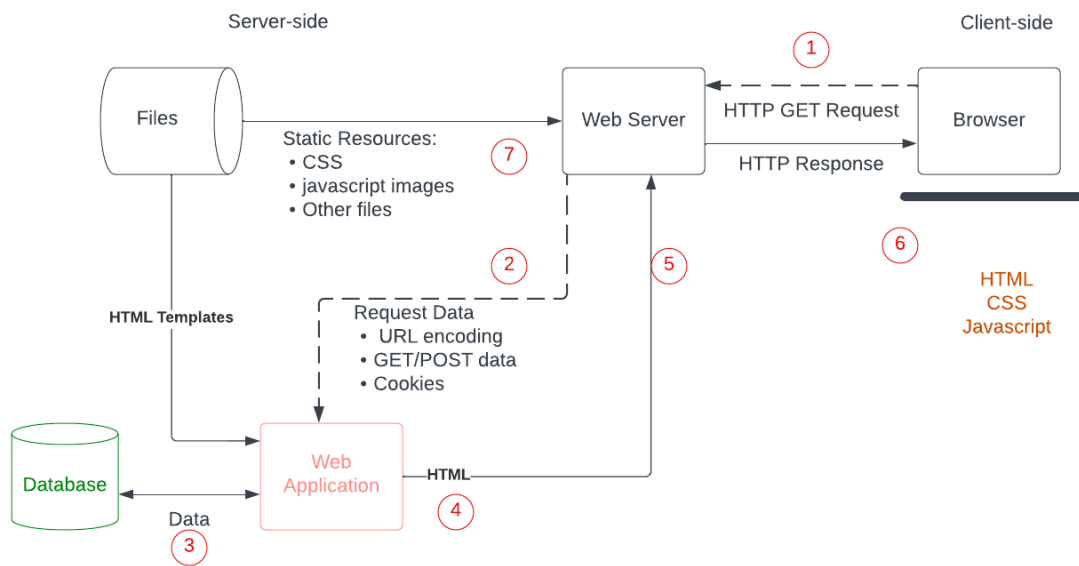 Server-side
Client-side
1
Files
Web Server
HTTP GET Request
Browser
Static Resources:
• CSS
• javascript images
• Other files
7
HTTP Response
2
5
6
HTML
CSS
Javascript
HTML Templates
Request Data
• URL encoding
• GET/POST data
• Cookies
Database
Web
Application
HTML
4
Data
3